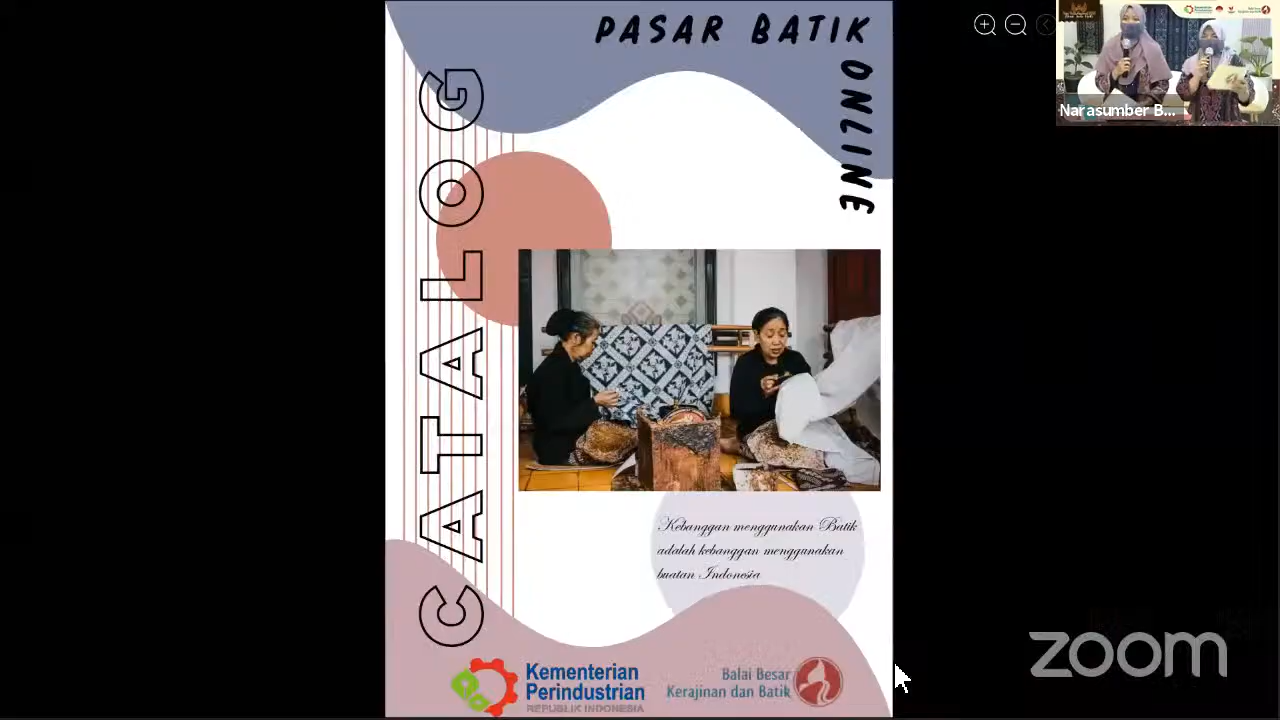 PASAR BATIK
ONLINE
CATALOG
Kebanggan menggunakan Batik
adalah kebanggan menggunakan
buatan Indonesia
Kementerian
Perindustrian
REPUBLIK INDONESIA
Balai Besar
Kerajinan dan Batik
Narasumber B...
zoom